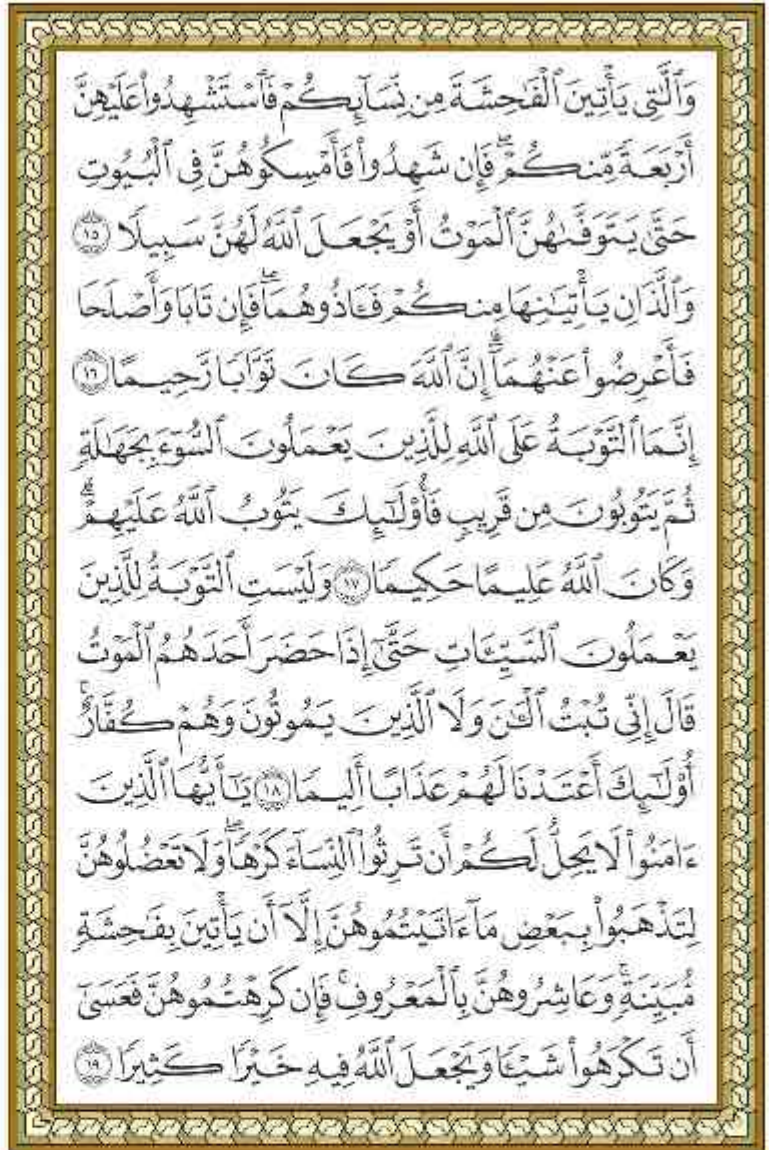 وَٱلَّٰتِى يَأْتِينَ ٱلْفَٰحِشَةَ مِن نِّسَآئِكُمْ فَٱسْتَشْهِدُوا۟ عَلَيْهِنَّ
أَرْبَعَةً مِّنكُمْ ۖ فَإِن شَهِدُوا۟ فَأَمْسِكُوهُنَّ فِى ٱلْبُيُوتِ
حَتَّىٰ يَتَوَفَّىٰهُنَّ ٱلْمَوْتُ أَوْ يَجْعَلَ ٱللَّهُ لَهُنَّ سَبِيلًا ۝١٥
وَٱلَّذَانِ يَأْتِيَٰنِهَا مِنكُمْ فَـَٔاذُوهُمَا ۖ فَإِن تَابَا وَأَصْلَحَا
فَأَعْرِضُوا۟ عَنْهُمَآ ۗ إِنَّ ٱللَّهَ كَانَ تَوَّابًا رَّحِيمًا ۝١٦
إِنَّمَا ٱلتَّوْبَةُ عَلَى ٱللَّهِ لِلَّذِينَ يَعْمَلُونَ ٱلسُّوٓءَ بِجَهَٰلَةٍ
ثُمَّ يَتُوبُونَ مِن قَرِيبٍ فَأُو۟لَٰٓئِكَ يَتُوبُ ٱللَّهُ عَلَيْهِمْ ۗ
وَكَانَ ٱللَّهُ عَلِيمًا حَكِيمًا ۝١٧ وَلَيْسَتِ ٱلتَّوْبَةُ لِلَّذِينَ
يَعْمَلُونَ ٱلسَّيِّـَٔاتِ حَتَّىٰٓ إِذَا حَضَرَ أَحَدَهُمُ ٱلْمَوْتُ
قَالَ إِنِّى تُبْتُ ٱلْـَٰٔنَ وَلَا ٱلَّذِينَ يَمُوتُونَ وَهُمْ كُفَّارٌ ۚ
أُو۟لَٰٓئِكَ أَعْتَدْنَا لَهُمْ عَذَابًا أَلِيمًا ۝١٨ يَٰٓأَيُّهَا ٱلَّذِينَ
ءَامَنُوا۟ لَا يَحِلُّ لَكُمْ أَن تَرِثُوا۟ ٱلنِّسَآءَ كَرْهًا ۖ وَلَا تَعْضُلُوهُنَّ
لِتَذْهَبُوا۟ بِبَعْضِ مَآ ءَاتَيْتُمُوهُنَّ إِلَّآ أَن يَأْتِينَ بِفَٰحِشَةٍ
مُّبَيِّنَةٍ ۚ وَعَاشِرُوهُنَّ بِٱلْمَعْرُوفِ ۚ فَإِن كَرِهْتُمُوهُنَّ فَعَسَىٰٓ
أَن تَكْرَهُوا۟ شَيْـًٔا وَيَجْعَلَ ٱللَّهُ فِيهِ خَيْرًا كَثِيرًا ۝١٩